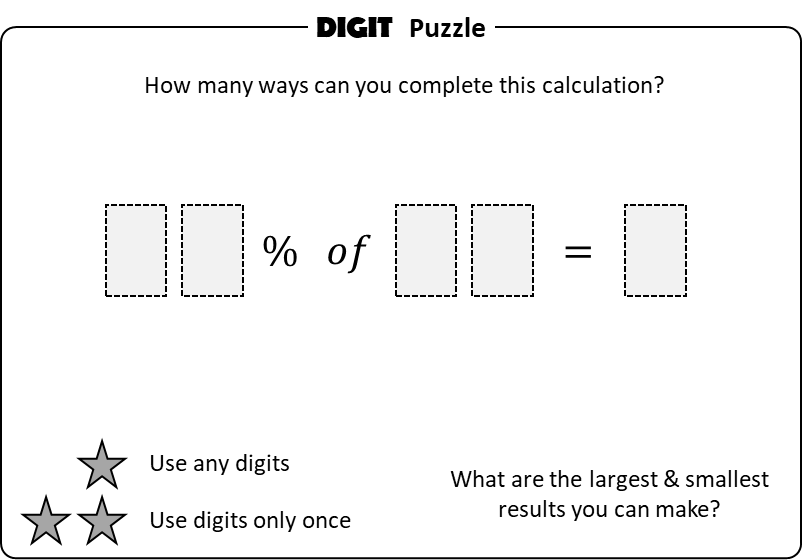 DIGIT Puzzle
How many ways can you complete this calculation?
% of =
Use any digits
Use digits only once
What are the largest & smallest
results you can make?